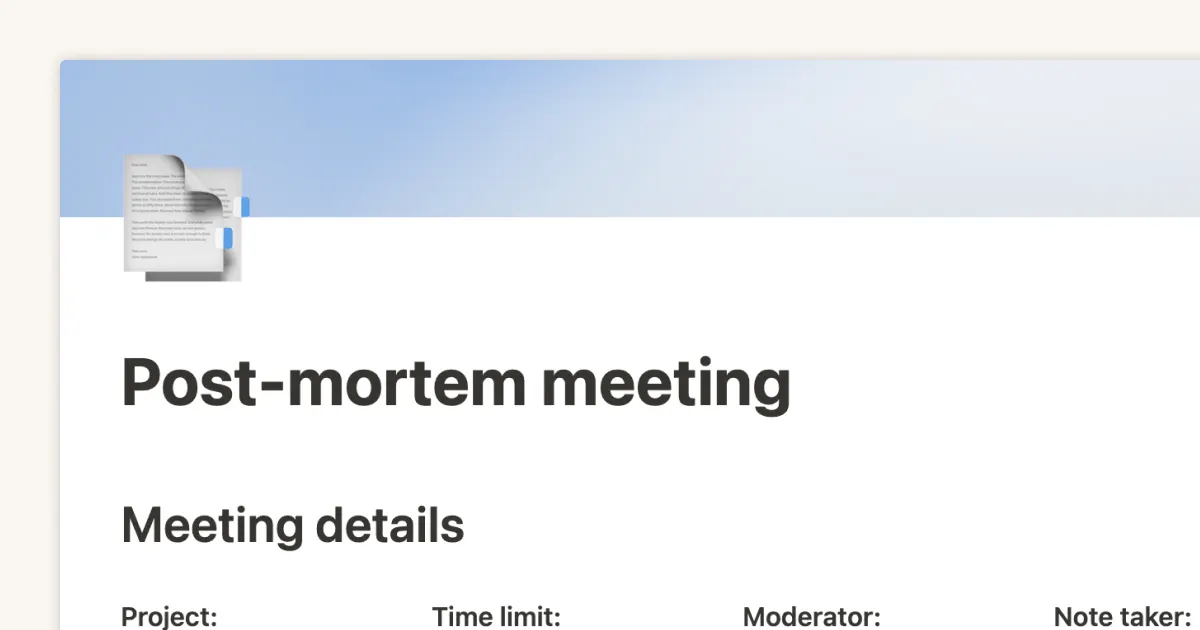 Post-mortem meeting
Meeting details
Project: Time limit: Moderator: Note taker: